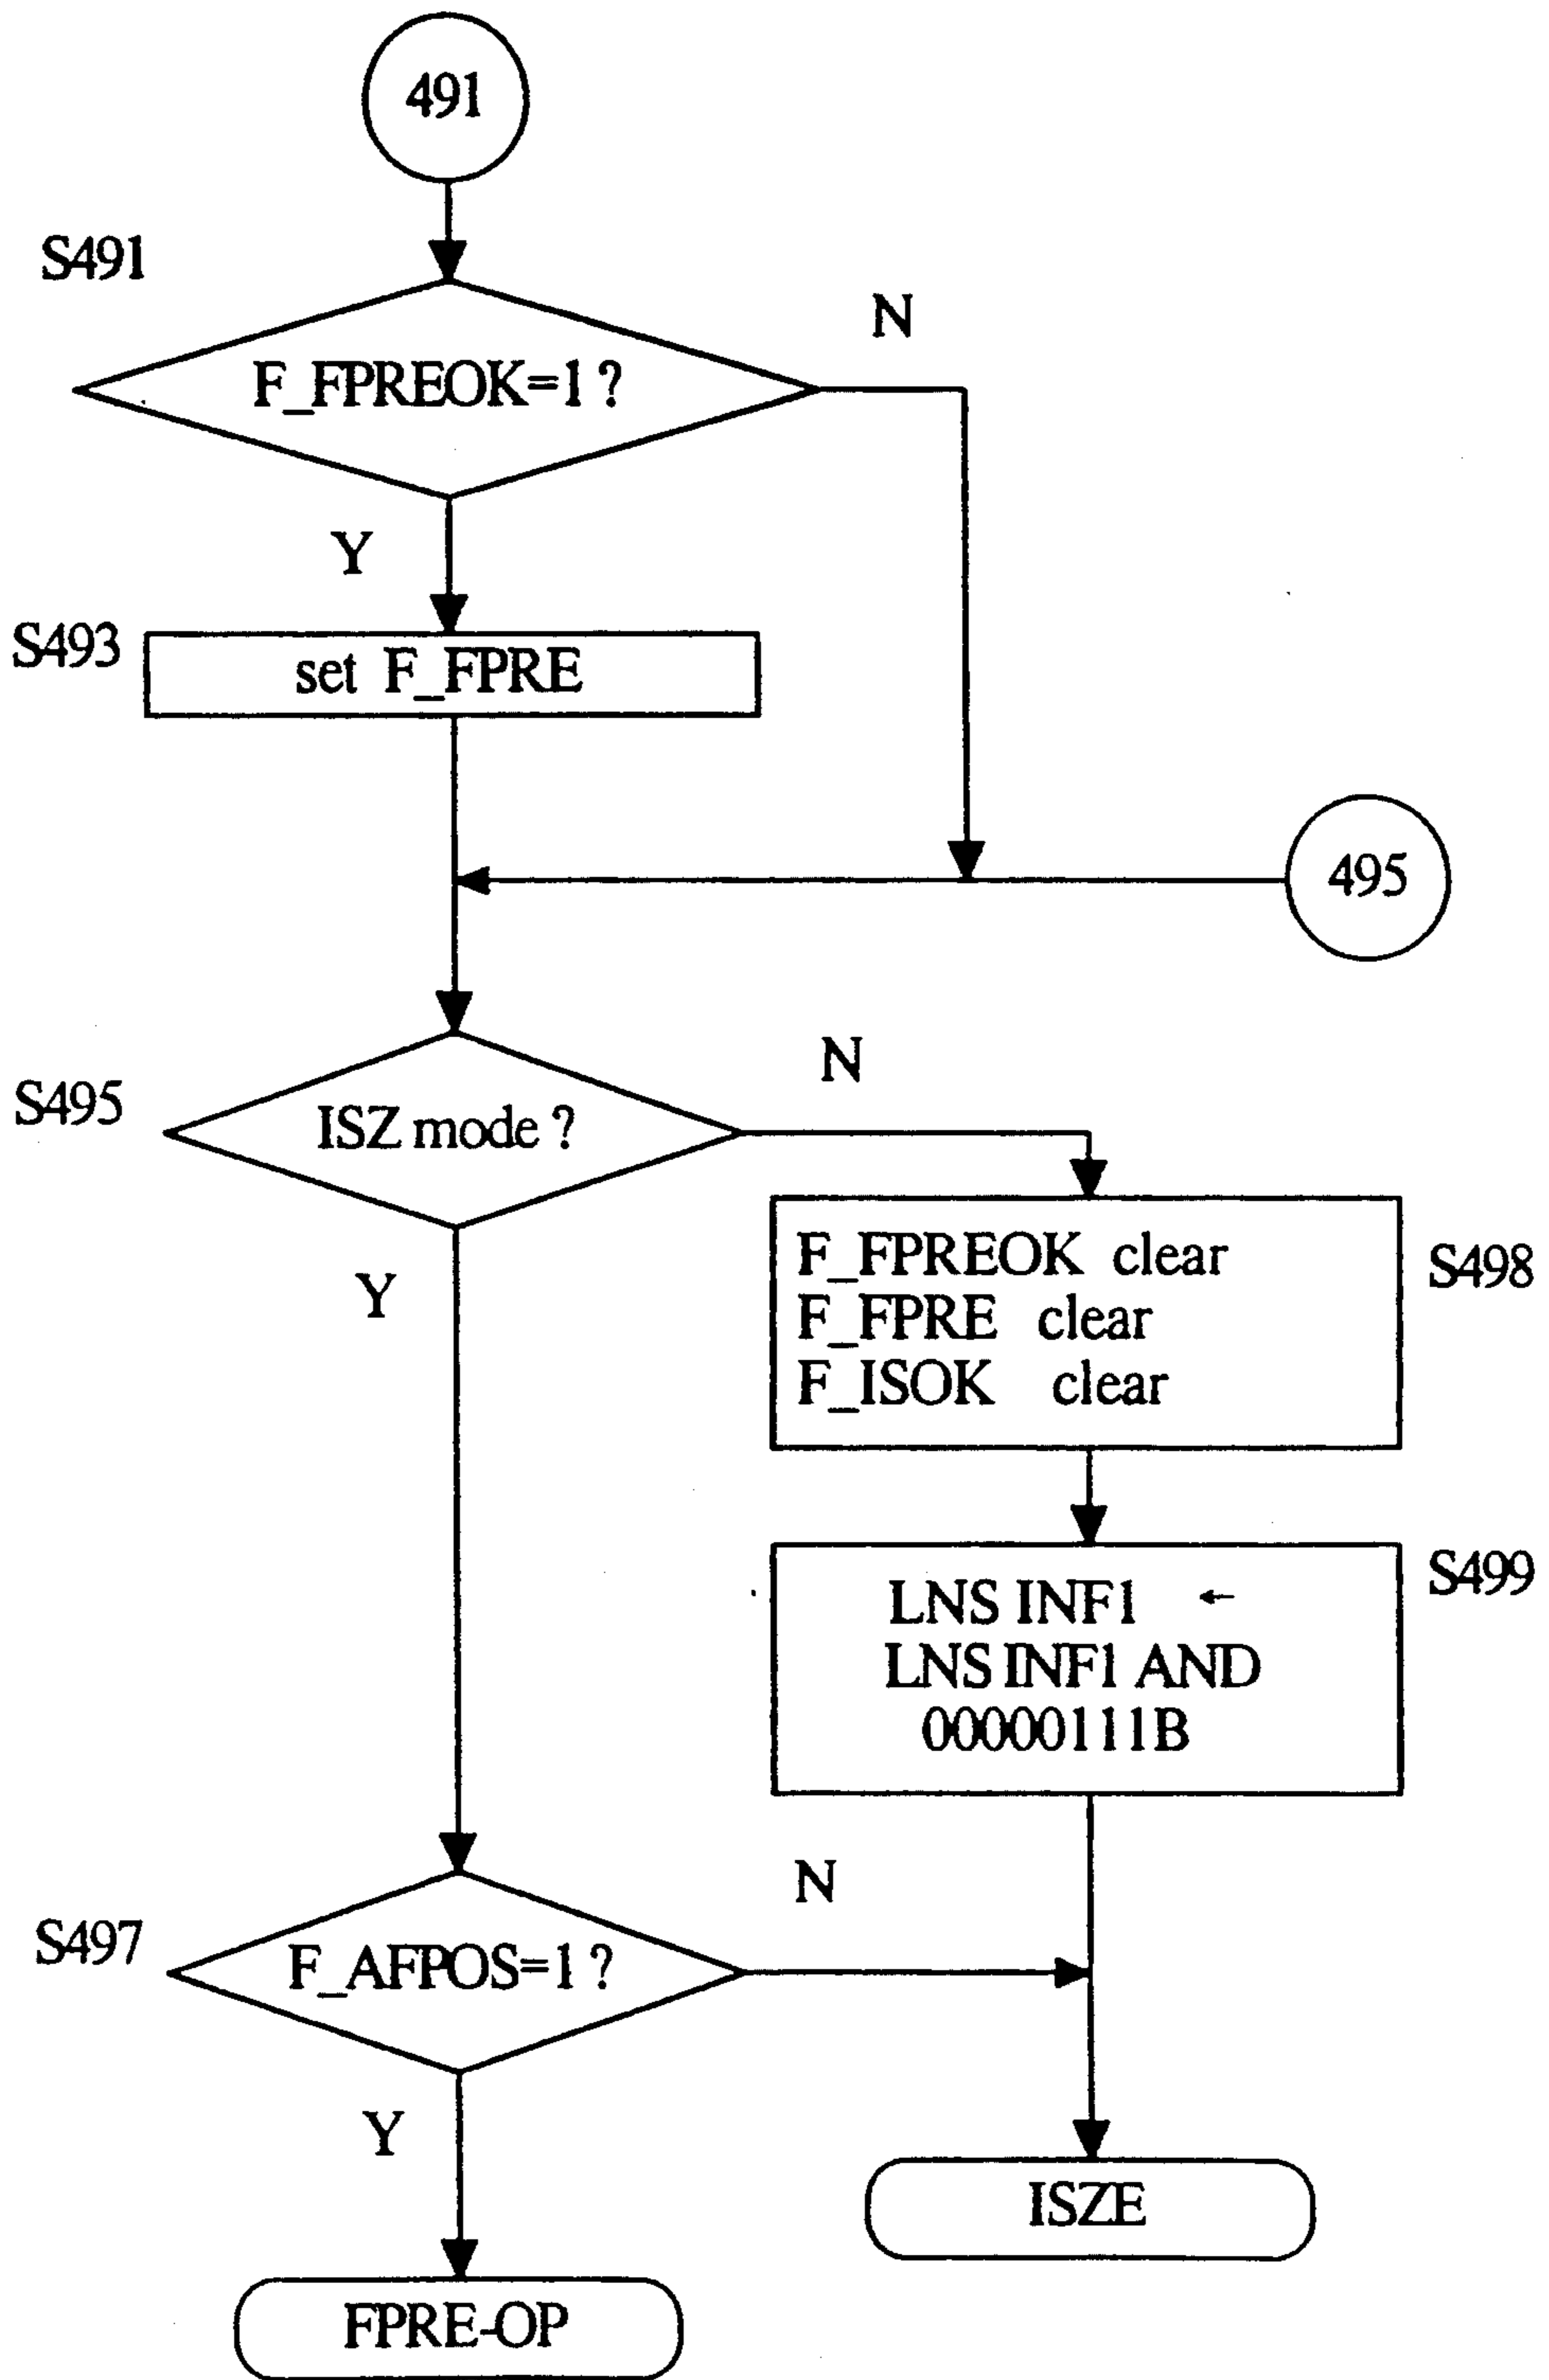 491
S491
F_FPREOK=1 ?
N
Y
S493
set F_FPRE
495
S495
ISZ mode ?
N
Y
F_FPREOK clear
F_FPRE clear
F_ISOK clear
S498
LNS INF1 ←
LNS INF1 AND
00000111B
S499
S497
F_AFPOS=1 ?
N
Y
ISZE
FPRE-OP